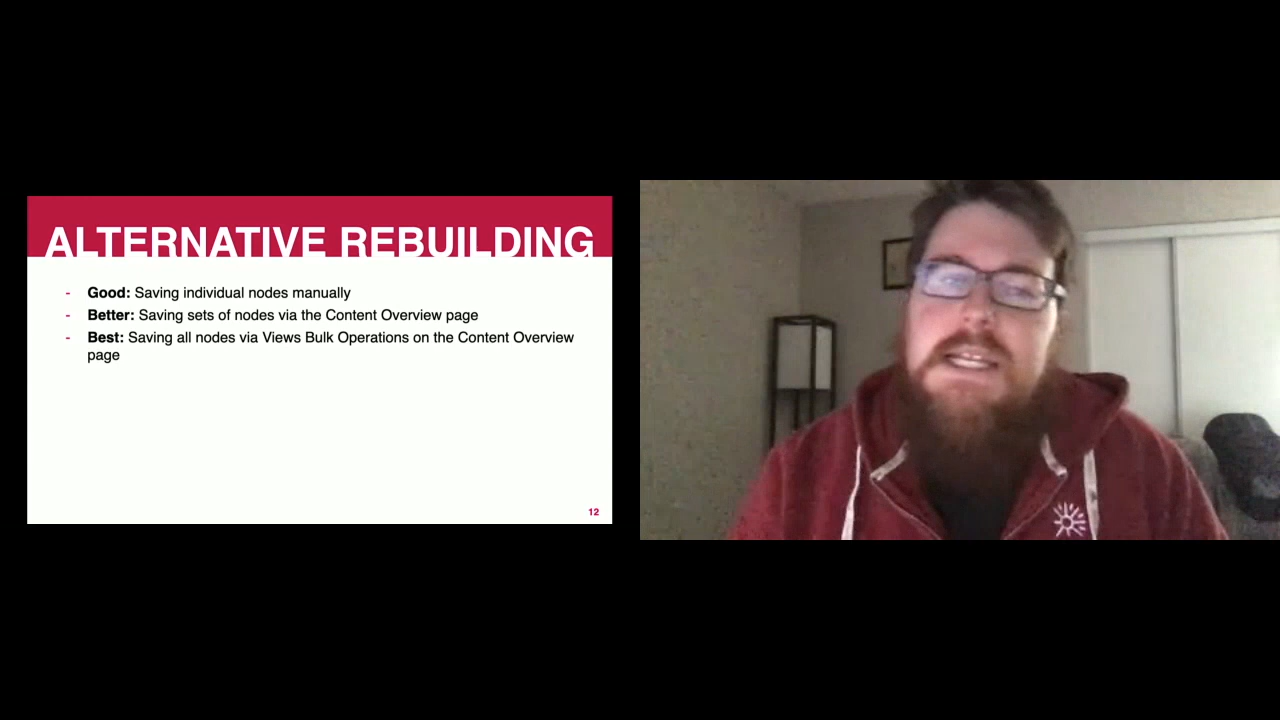 ALTERNATIVE REBUILDING
- Good: Saving individual nodes manually
- Better: Saving sets of nodes via the Content Overview page
- Best: Saving all nodes via Views Bulk Operations on the Content Overview
page
12